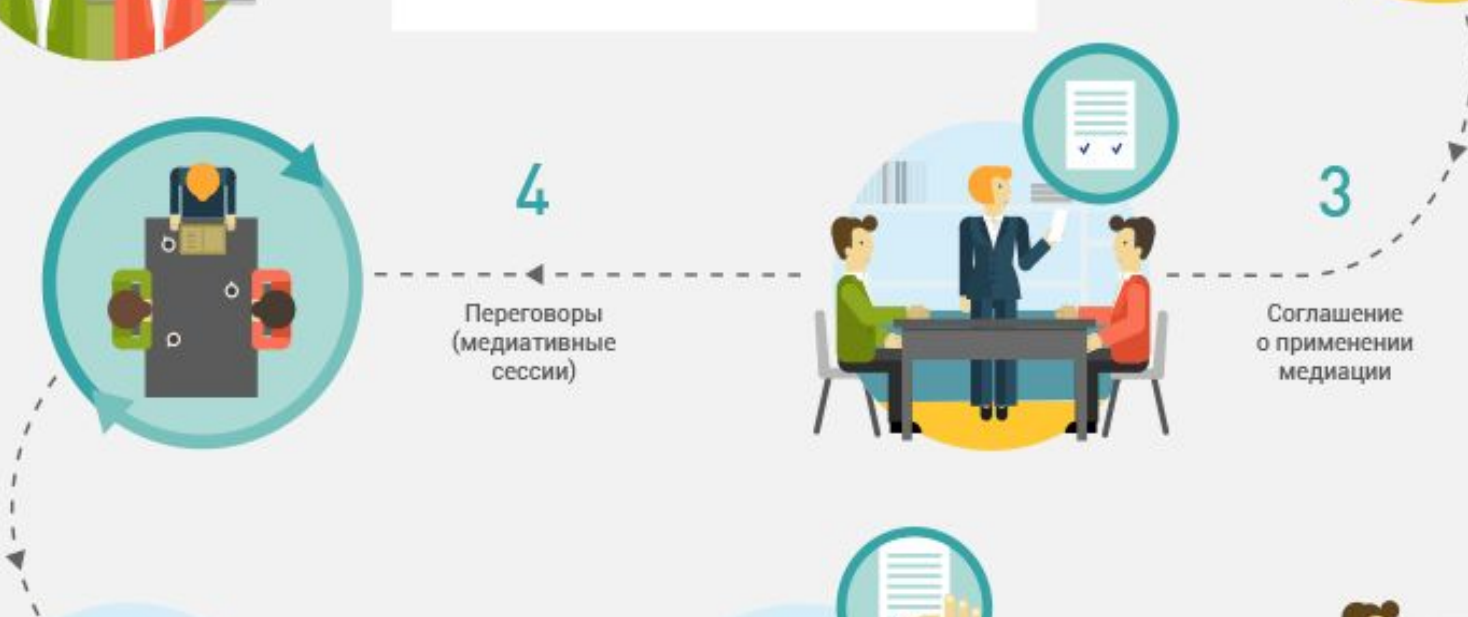 4
Переговоры
(медиативные
сессии)
3
Соглашение
о применении
медиации